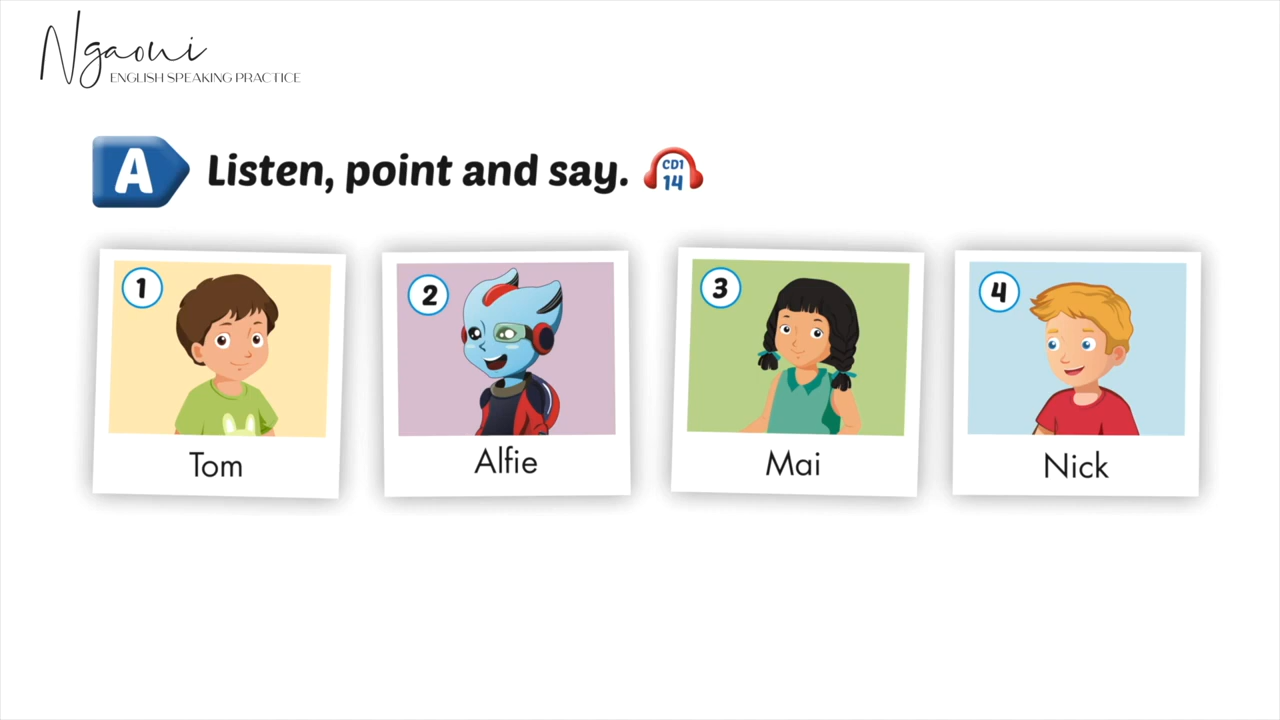 Ngaoni
ENGLISH SPEAKING PRACTICE
A Listen, point and say. CD1 14
1
2
3
4
Tom
Alfie
Mai
Nick